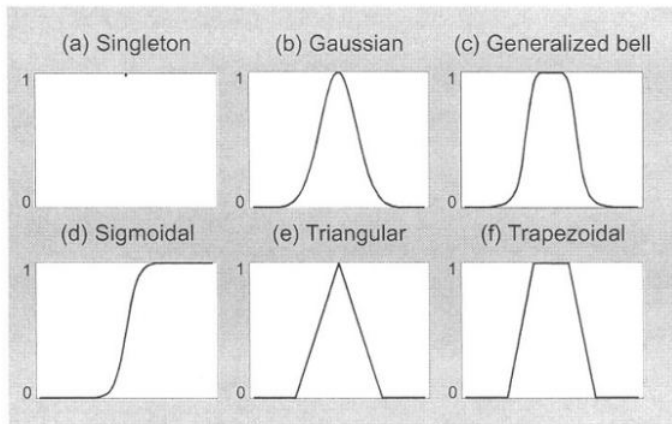 (a) Singleton (b) Gaussian (c) Generalized bell
1 1 1
0 0 0
(d) Sigmoidal (e) Triangular (f) Trapezoidal
1 1 1
0 0 0